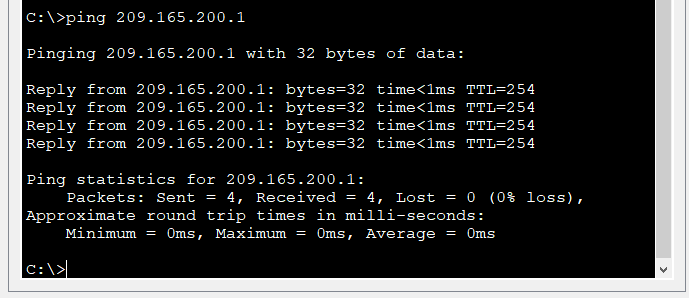 C:\>ping 209.165.200.1
Pinging 209.165.200.1 with 32 bytes of data:
Reply from 209.165.200.1: bytes=32 time<1ms TTL=254
Reply from 209.165.200.1: bytes=32 time<1ms TTL=254
Reply from 209.165.200.1: bytes=32 time<1ms TTL=254
Reply from 209.165.200.1: bytes=32 time<1ms TTL=254
Ping statistics for 209.165.200.1:
Packets: Sent = 4, Received = 4, Lost = 0 (0% loss),
Approximate round trip times in milli-seconds:
Minimum = 0ms, Maximum = 0ms, Average = 0ms
C:\>